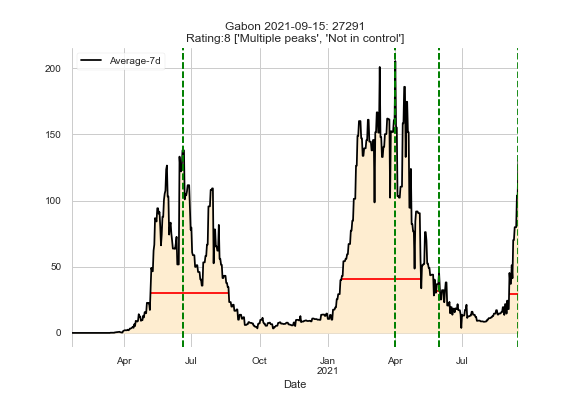 Gabon 2021-09-15: 27291
Rating:8 ['Multiple peaks', 'Not in control']
Average-7d
200
150
100
50
0
Apr
Jul
Oct
Jan
2021
Apr
Jul
Date